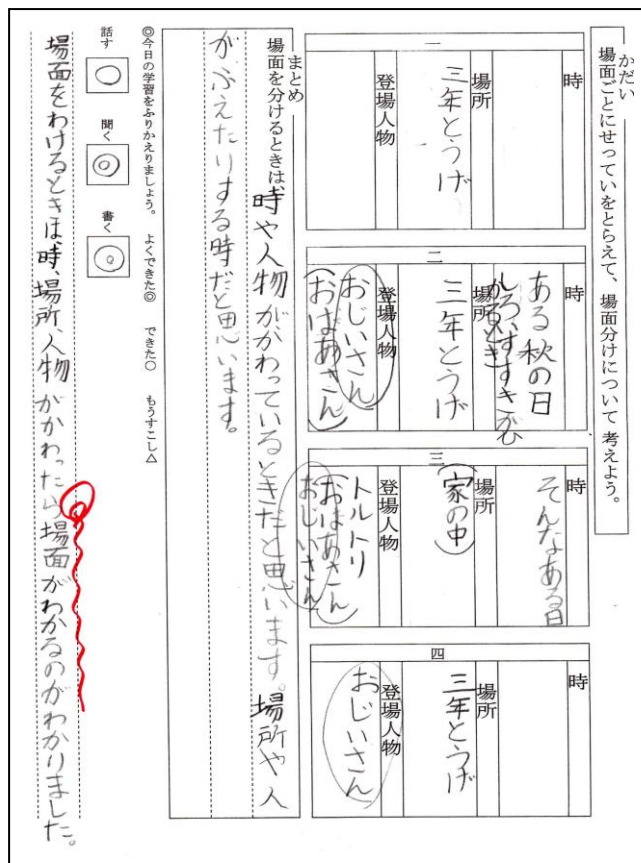 かだい
場面ごとにせっていをとらえて、場面分けについて考えよう。
一
時
場所
三年とうげ
登場人物
二
時
ある秋の日
しろいすすきがひ
かるとき
場所
三年とうげ
登場人物
おじいさん
(おばあさん)
三
時
そんなある日
場所
(家の中)
登場人物
トルトリ
(おばあさん)
おじいさん
四
時
場所
三年とうげ
登場人物
おじいさん
まとめ
場面を分けるときは、時や人物ががわっているときだと思います。場所や人
がふえたりする時だと思います。
◎今日の学習をふりかえりましょう。 よくできた◎ できた○ もうすこし△
話す ○
聞く ◎
書く ◎
場面をわけるときは、時、場所、人物がかわったら場面がわかるのがわかりました。